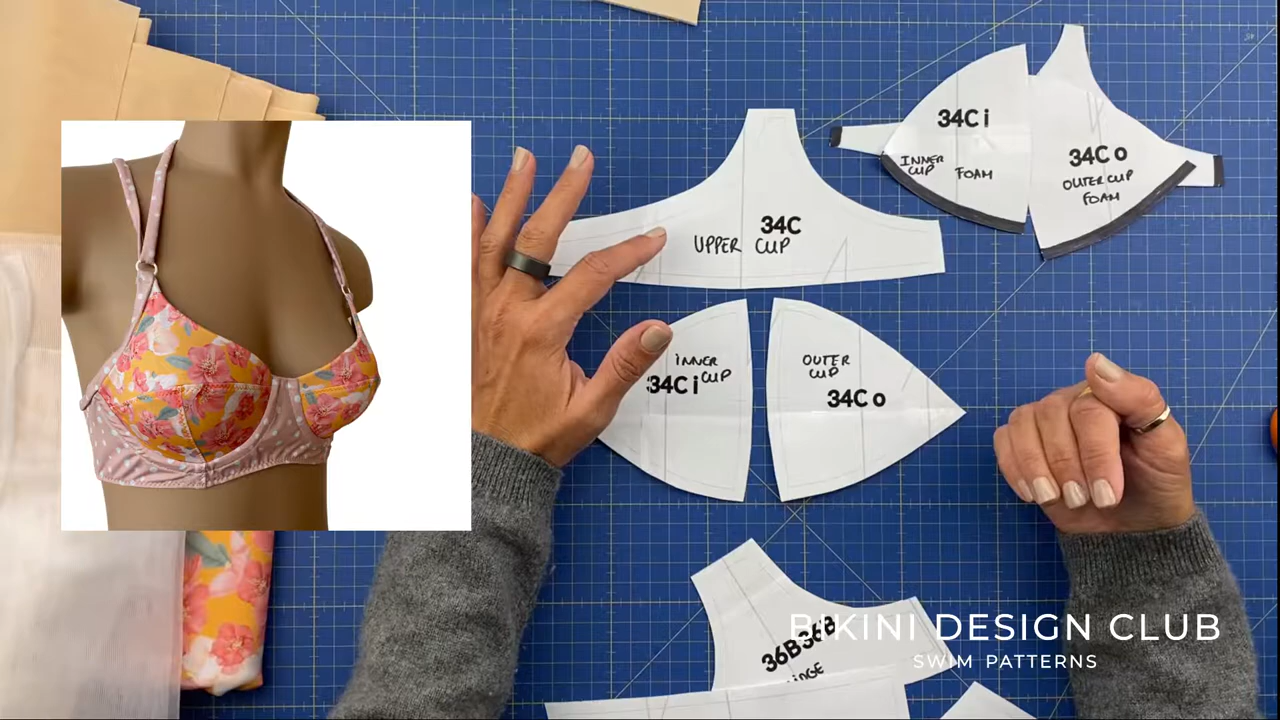 34C i
INNER
CUP
FOAM
34C o
OUTER CUP
FOAM
34C
UPPER CUP
INNER
CUP
34C i
OUTER
CUP
34C o
36B36B
BIKINI DESIGN CLUB
SWIM PATTERNS